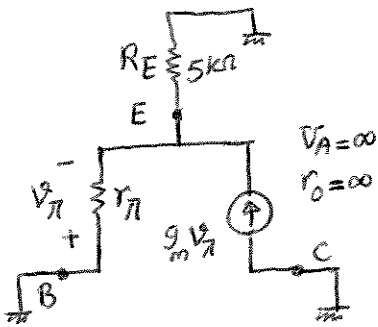 R_E 5kΩ
E
V_A = ∞
r_o = ∞
−
v_π r_π
+
g_m v_π
B
C